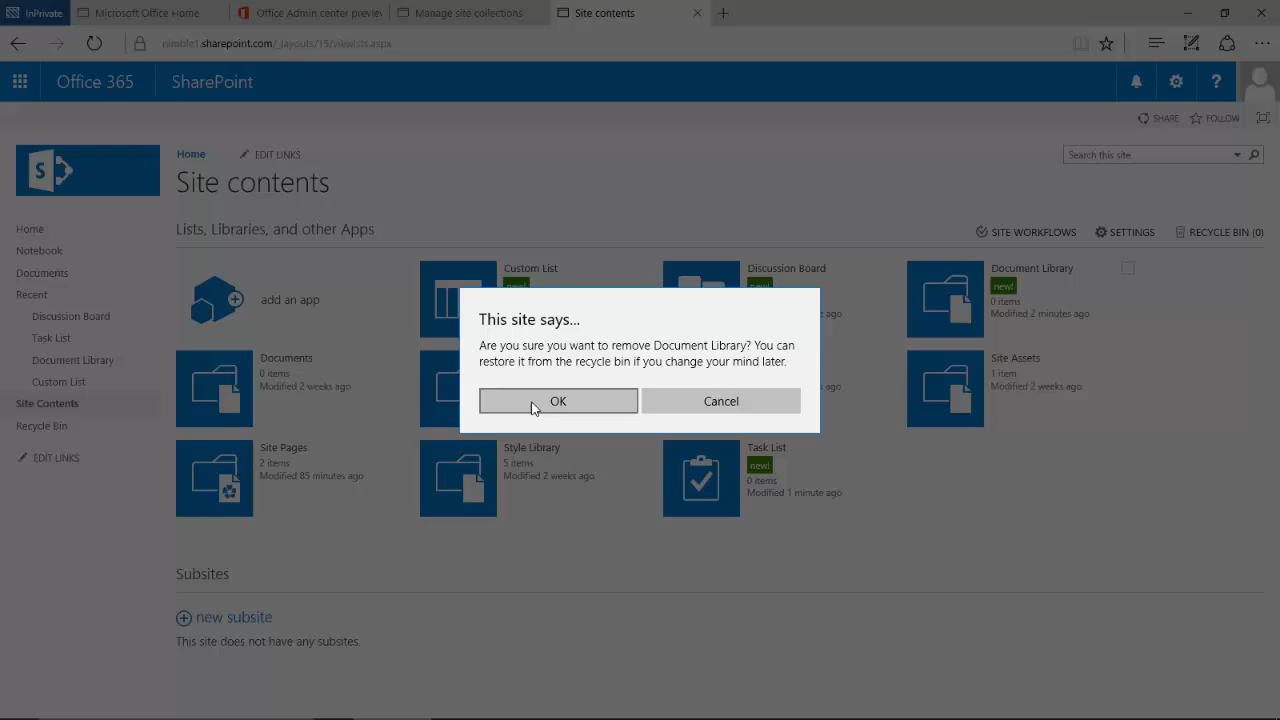 InPrivate
Microsoft Office Home
Office Admin center previe
Manage site collections
Site contents
nimble1.sharepoint.com/_layouts/15/viewlsts.aspx
Office 365
SharePoint
?
SHARE
FOLLOW
S
Home
EDIT LINKS
Search this site
Site contents
Home
Notebook
Documents
Recent
Discussion Board
Task List
Document Library
Custom List
Site Contents
Recycle Bin
EDIT LINKS
Lists, Libraries, and other Apps
SITE WORKFLOWS
SETTINGS
RECYCLE BIN (0)
add an app
Custom List
new!
Discussion Board
new!
ago
Document Library
new!
0 items
Modified 2 minutes ago
Documents
0 items
Modified 2 weeks ago
ago
Site Assets
1 item
Modified 2 weeks ago
Site Pages
2 items
Modified 85 minutes ago
Style Library
5 items
Modified 2 weeks ago
Task List
new!
0 items
Modified 1 minute ago
Subsites
new subsite
This site does not have any subsites.
This site says...
Are you sure you want to remove Document Library? You can
restore it from the recycle bin if you change your mind later.
OK
Cancel